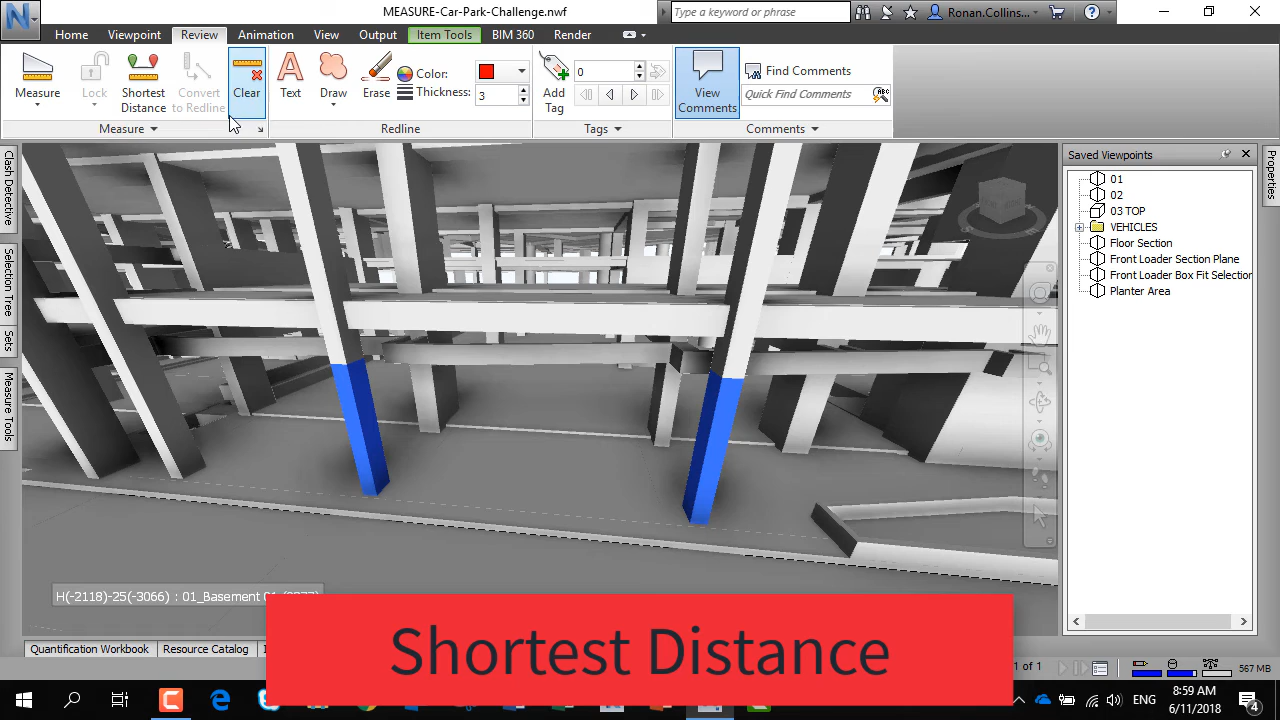 MEASURE-Car-Park-Challenge.nwf
Type a keyword or phrase
Ronan.Collins...
Home Viewpoint Review Animation View Output Item Tools BIM 360 Render
Measure
Lock
Shortest
Distance
Convert
to Redline
Clear
Text
Draw
Erase
Color:
Thickness:
3
Add
Tag
0
View
Comments
Find Comments
Quick Find Comments
Measure
Redline
Tags
Comments
Clash Detective
Selection Tree
Sets
Measure Tools
Saved Viewpoints
01
02
03 TOP
VEHICLES
Floor Section
Front Loader Section Plane
Front Loader Box Fit Selection
Planter Area
Properties
H(-2118)-25(-3066) : 01_Basement
Shortest Distance
Quantification Workbook
Resource Catalog
1 of 1
567 MB
ENG
8:59 AM
6/11/2018
4